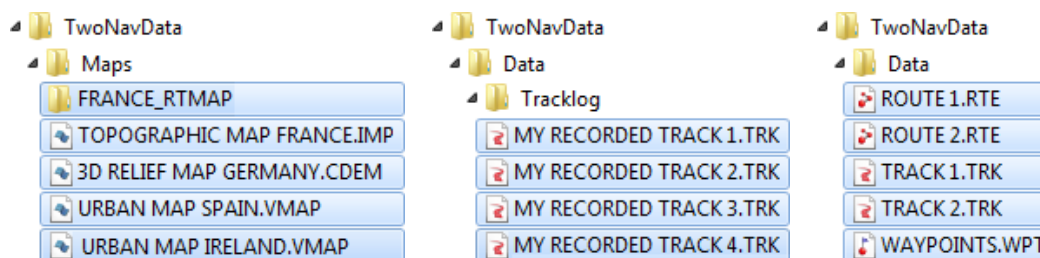 TwoNavData
Maps
FRANCE_RTMAP
TOPOGRAPHIC MAP FRANCE.IMP
3D RELIEF MAP GERMANY.CDEM
URBAN MAP SPAIN.VMAP
URBAN MAP IRELAND.VMAP
TwoNavData
Data
Tracklog
MY RECORDED TRACK 1.TRK
MY RECORDED TRACK 2.TRK
MY RECORDED TRACK 3.TRK
MY RECORDED TRACK 4.TRK
TwoNavData
Data
ROUTE 1.RTE
ROUTE 2.RTE
TRACK 1.TRK
TRACK 2.TRK
WAYPOINTS.WPT